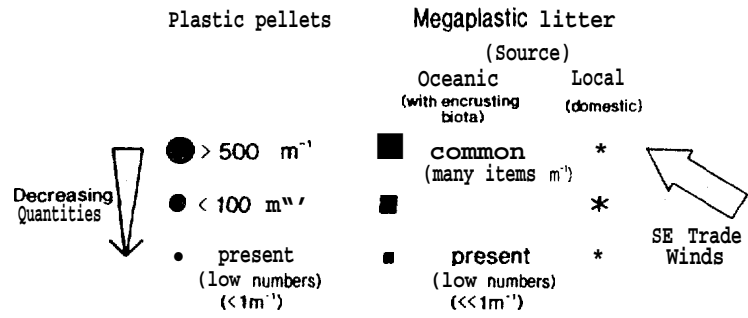 Plastic pellets Megaplastic litter
(Source)
Oceanic Local
(with encrusting (domestic)
biota)
> 500 m⁻¹ common *
(many items m⁻¹)
Decreasing
Quantities
< 100 m"′ *
SE Trade
Winds
present present *
(low numbers) (low numbers)
(<1m⁻¹) (<<1m⁻¹)